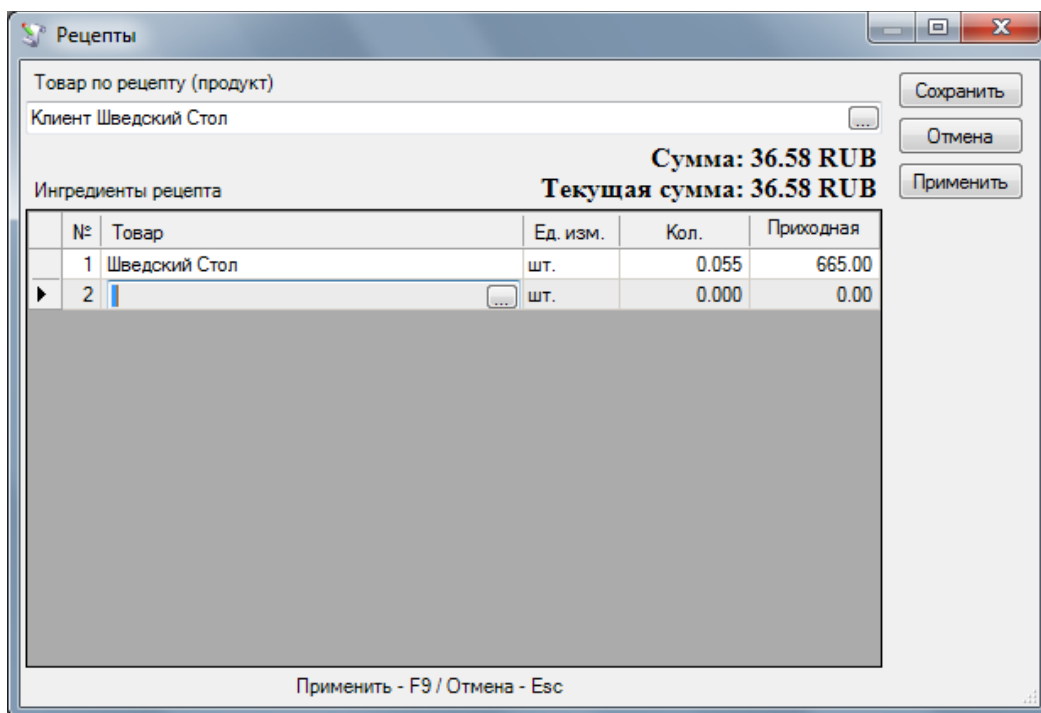 Рецепты
Товар по рецепту (продукт)
Сохранить
Клиент Шведский Стол ...
Отмена
Сумма: 36.58 RUB
Ингредиенты рецепта
Текущая сумма: 36.58 RUB
Применить
№ Товар Ед. изм. Кол. Приходная
1 Шведский Стол шт. 0.055 665.00
2 ... шт. 0.000 0.00
Применить - F9 / Отмена - Esc